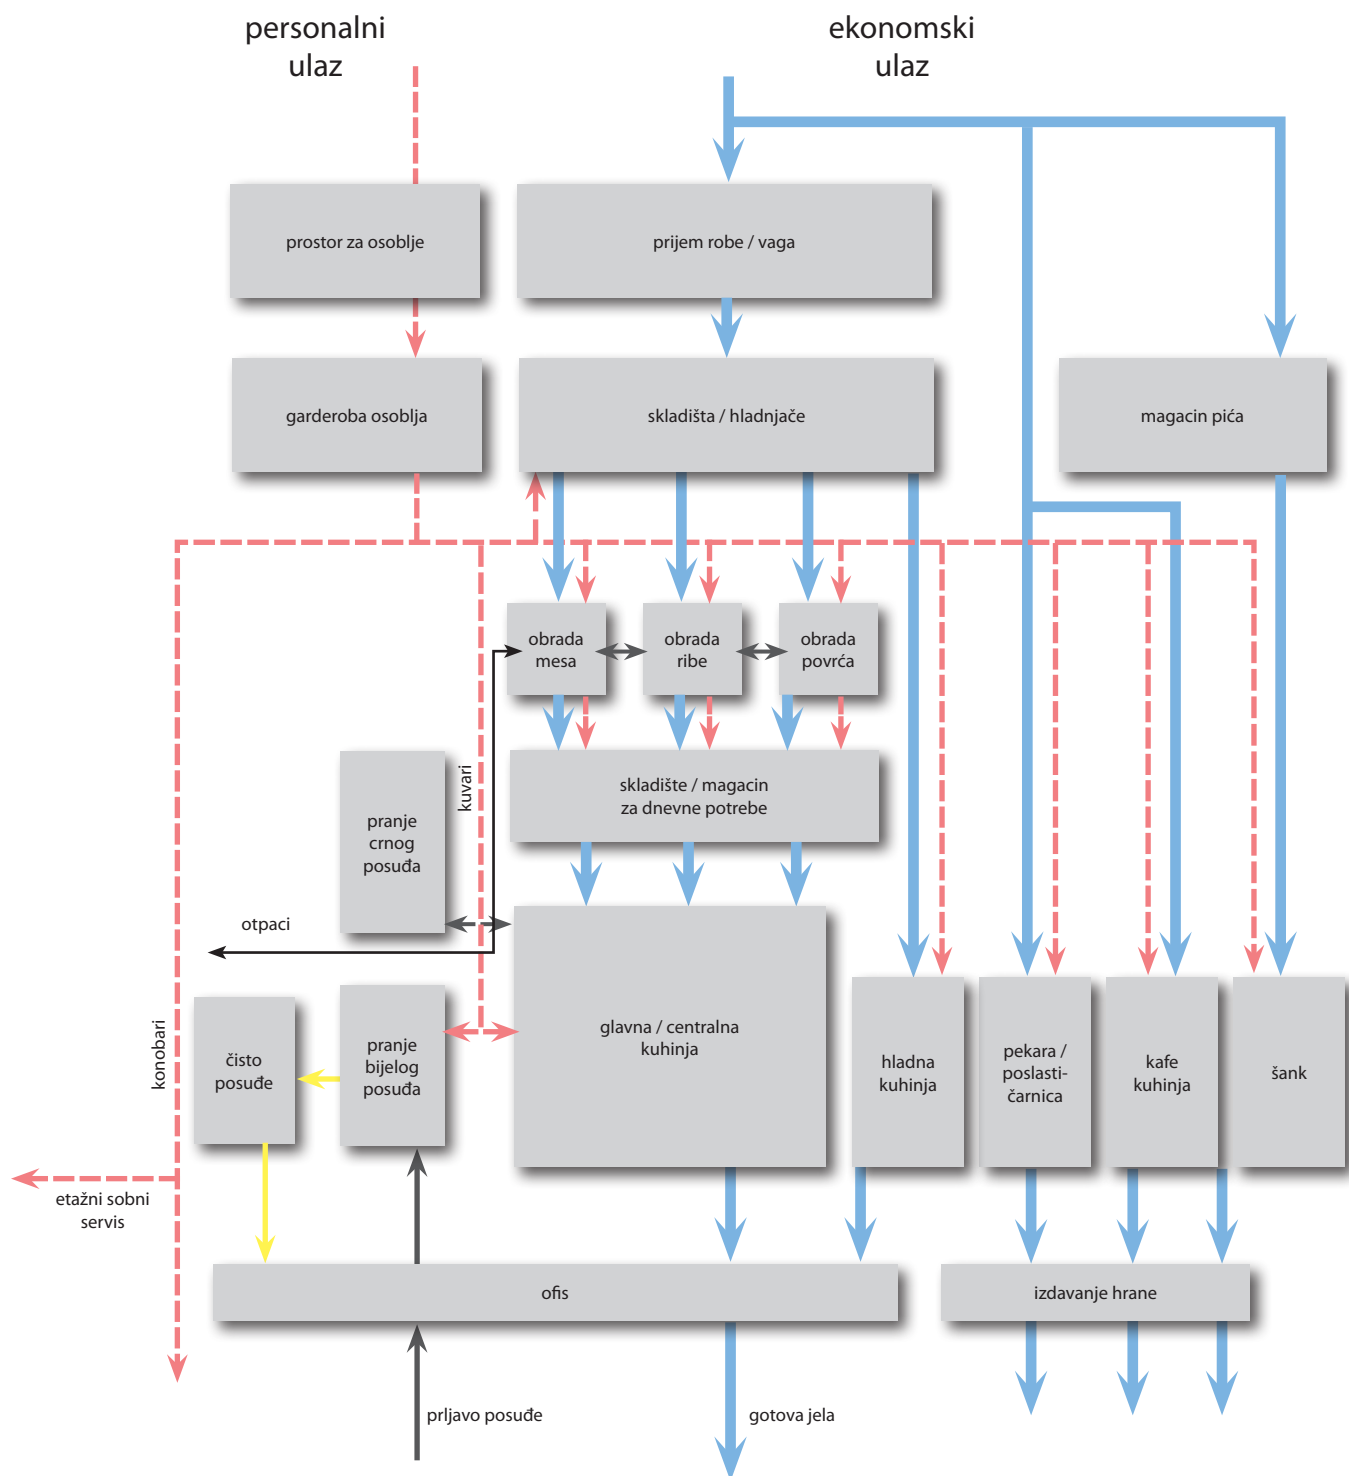 personalni
ulaz
ekonomski
ulaz
prostor za osoblje
prijem robe / vaga
garderoba osoblja
skladišta / hladnjače
magacin pića
obrada
mesa
obrada
ribe
obrada
povrća
kuvari
skladište / magacin
za dnevne potrebe
pranje
crnog
posuđa
otpaci
konobari
čisto
posuđe
pranje
bijelog
posuđa
glavna / centralna
kuhinja
hladna
kuhinja
pekara /
poslasti-
čarnica
kafe
kuhinja
šank
etažni sobni
servis
ofis
izdavanje hrane
prljavo posuđe
gotova jela